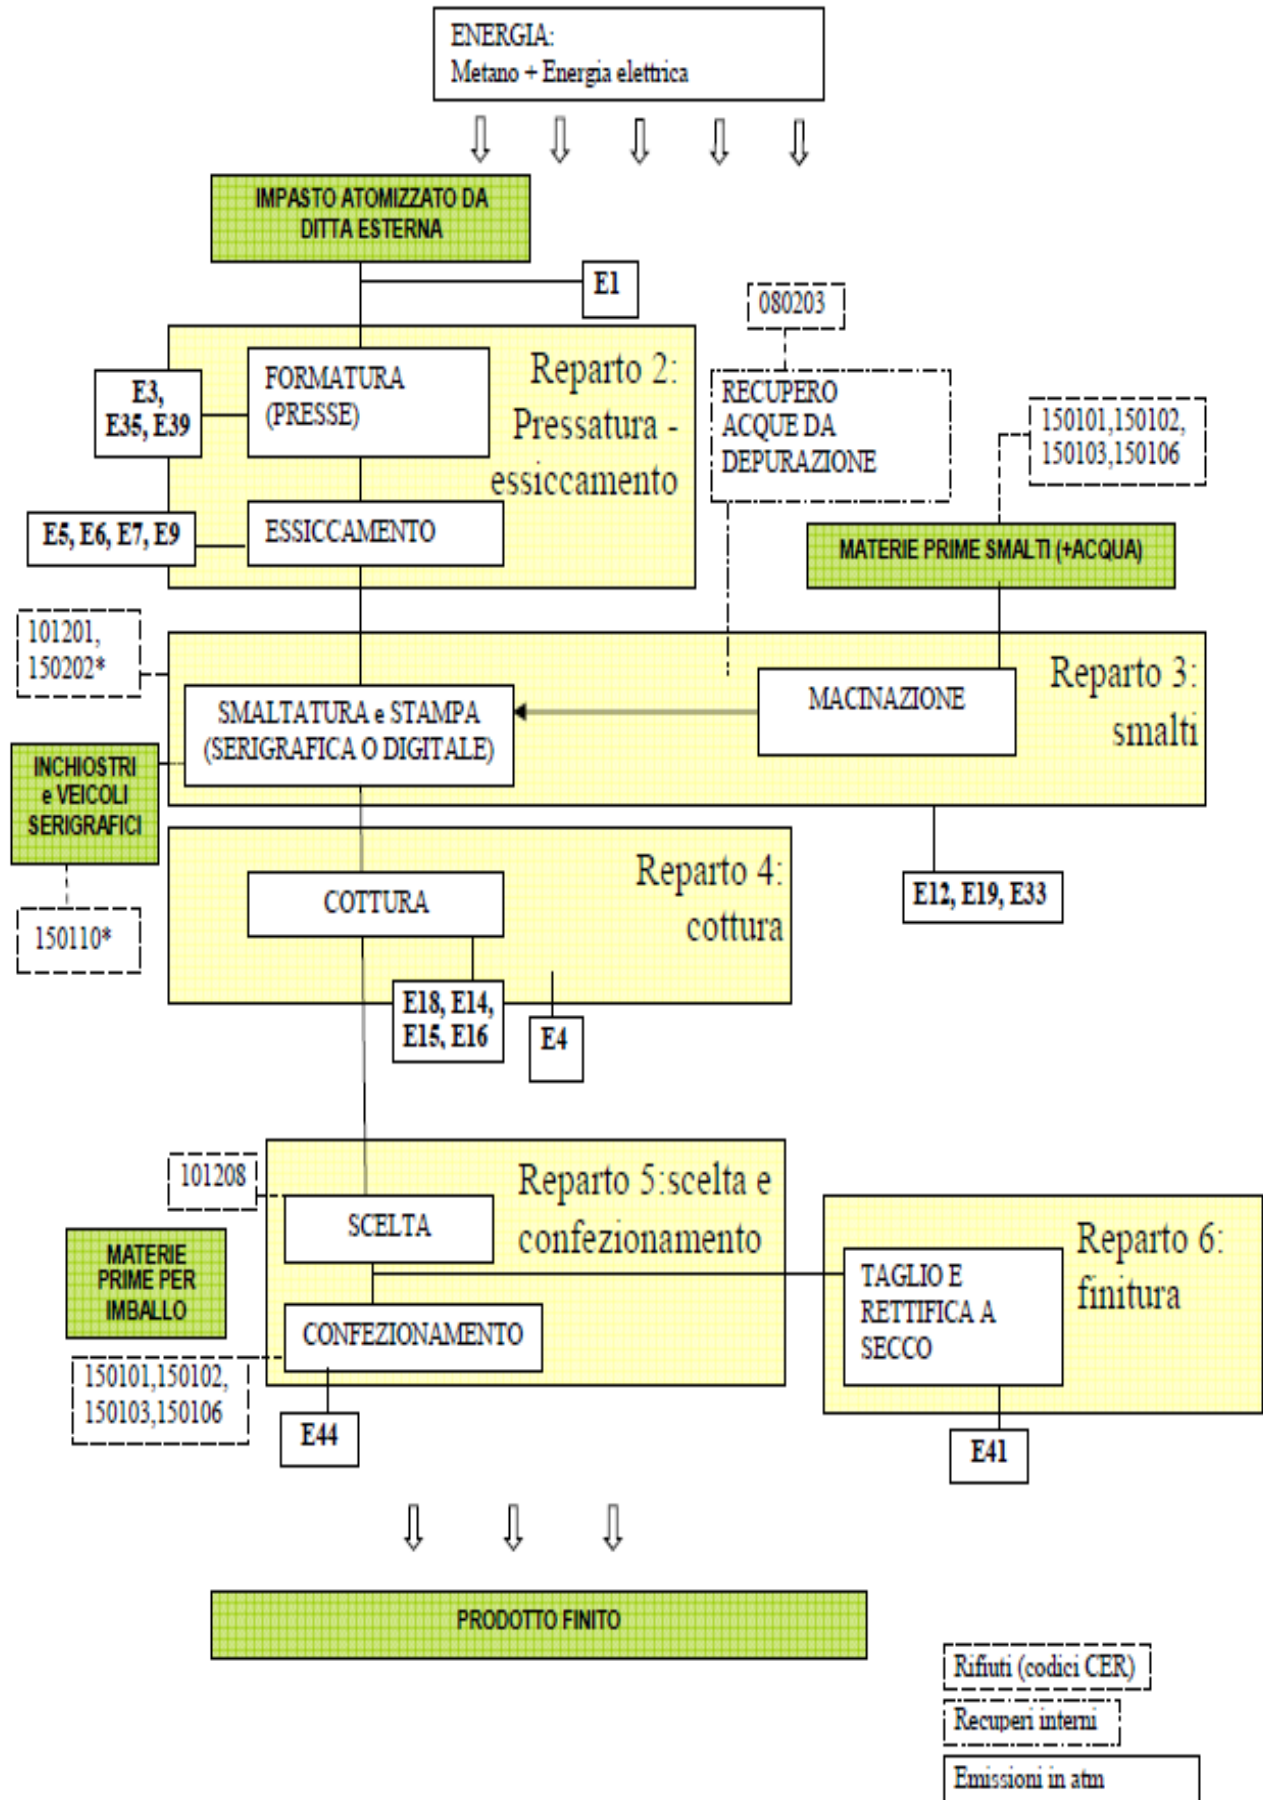 ENERGIA:
Metano + Energia elettrica
IMPASTO ATOMIZZATO DA
DITTA ESTERNA
E1
080203
Reparto 2:
Pressatura -
essiccamento
FORMATURA
(PRESSE)
E3,
E35, E39
RECUPERO
ACQUE DA
DEPURAZIONE
150101,150102,
150103,150106
ESSICCAMENTO
E5, E6, E7, E9
MATERIE PRIME SMALTI (+ACQUA)
101201,
150202*
Reparto 3:
smalti
MACINAZIONE
SMALTATURA e STAMPA
(SERIGRAFICA O DIGITALE)
INCHIOSTRI
e VEICOLI
SERIGRAFICI
Reparto 4:
cottura
COTTURA
E12, E19, E33
150110*
E18, E14,
E15, E16
E4
101208
Reparto 5:scelta e
confezionamento
SCELTA
MATERIE
PRIME PER
IMBALLO
Reparto 6:
finitura
TAGLIO E
RETTIFICA A
SECCO
CONFEZIONAMENTO
150101,150102,
150103,150106
E44
E41
PRODOTTO FINITO
Rifiuti (codici CER)
Recuperi interni
Emissioni in atm